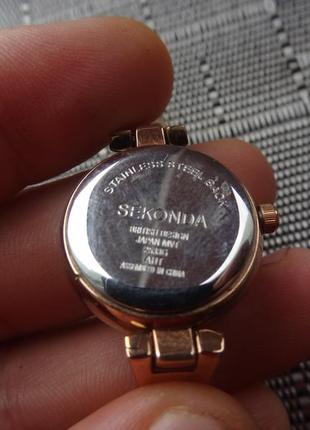 STAINLESS STEEL BACK
SEKONDA
BRITISH DESIGN
JAPAN MVT
ASSEMBLED IN CHINA